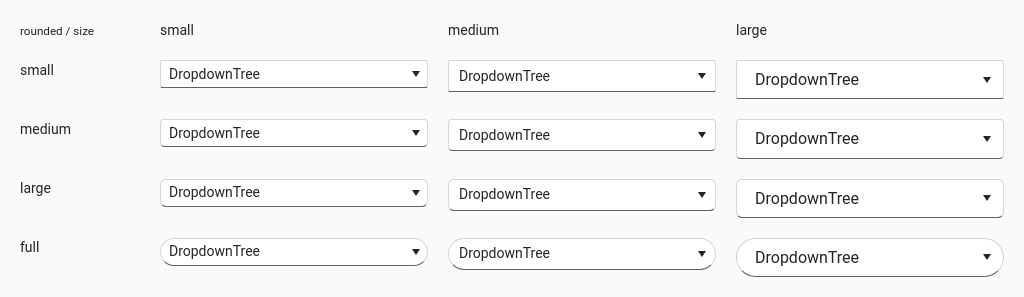 rounded / size small medium large
small DropdownTree DropdownTree DropdownTree
medium DropdownTree DropdownTree DropdownTree
large DropdownTree DropdownTree DropdownTree
full DropdownTree DropdownTree DropdownTree